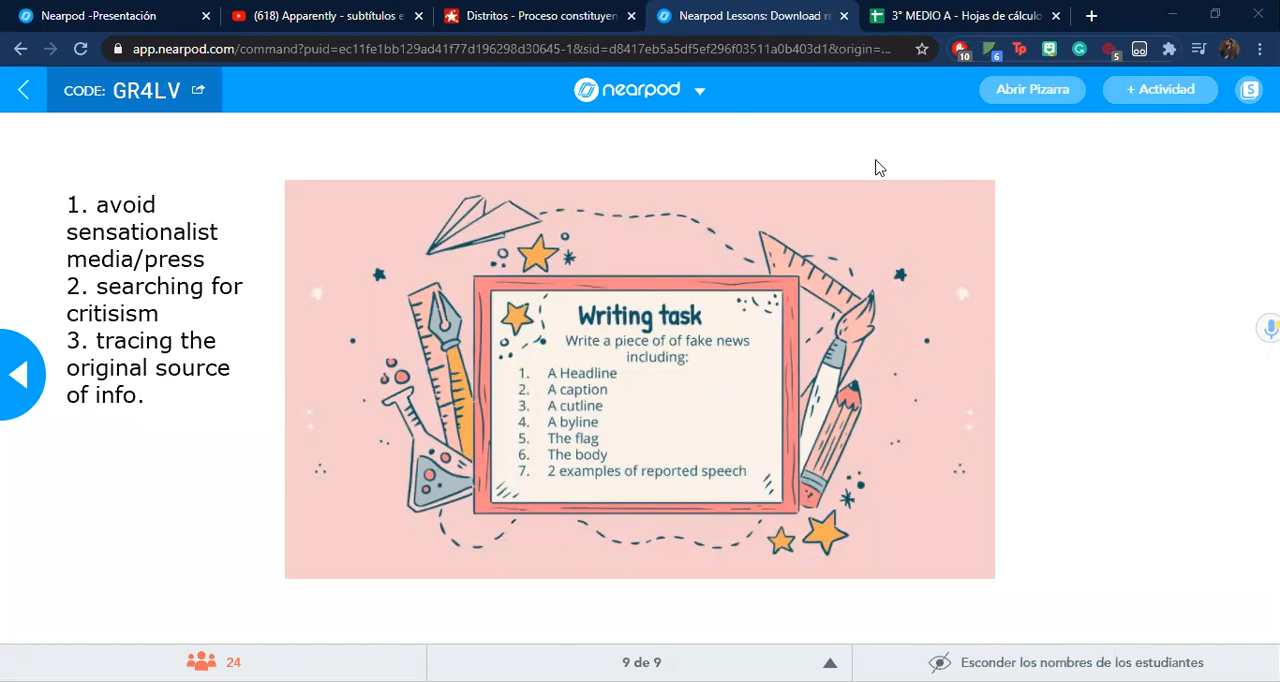 Nearpod -Presentación
(618) Apparently - subtítulos e
Distritos - Proceso constituyen
Nearpod Lessons: Download r
3° MEDIO A - Hojas de cálculo
app.nearpod.com/command?puid=ec11fe1bb129ad41f77d196298d30645-1&sid=d8417eb5a5df5ef296f03511a0b403d1&origin=...
10
6
Tp
5
CODE: GR4LV
nearpod
Abrir Pizarra
+ Actividad
S
1. avoid
sensationalist
media/press
2. searching for
critisism
3. tracing the
original source
of info.
Writing task
Write a piece of of fake news
including:
1. A Headline
2. A caption
3. A cutline
4. A byline
5. The flag
6. The body
7. 2 examples of reported speech
24
9 de 9
Esconder los nombres de los estudiantes